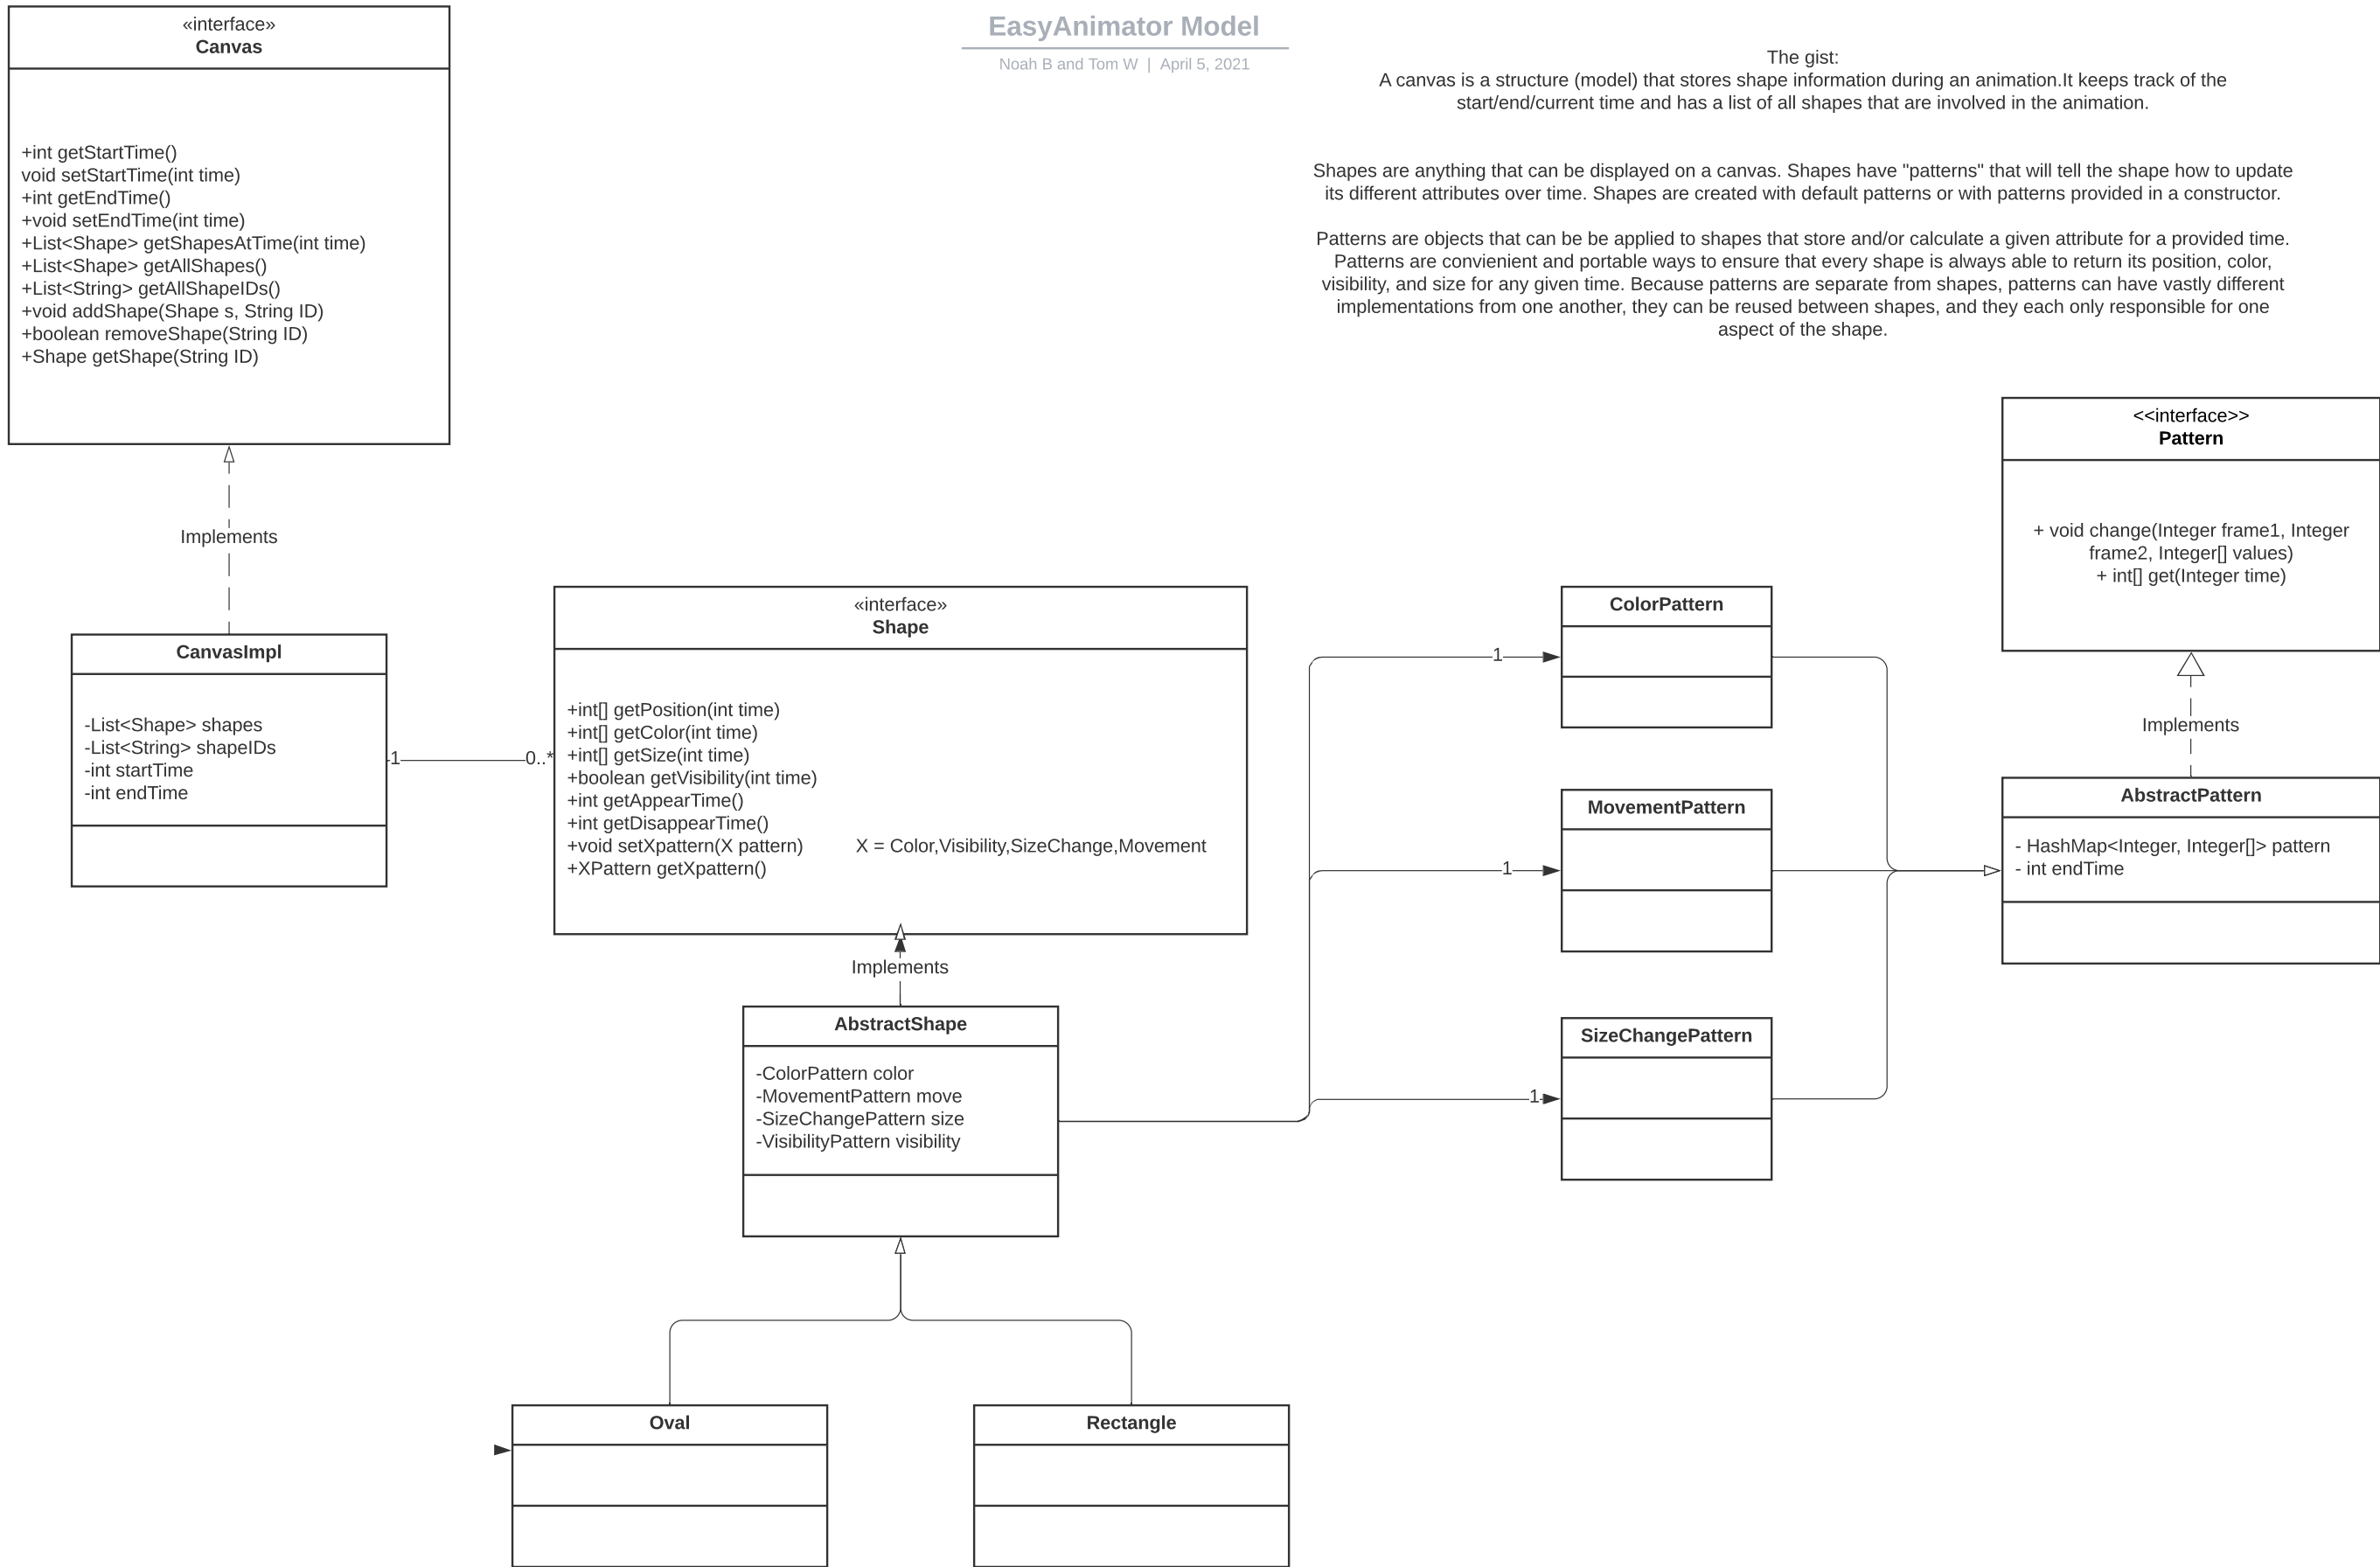 EasyAnimator Model
Noah B and Tom W | April 5, 2021
«interface»
Canvas
+int getStartTime()
void setStartTime(int time)
+int getEndTime()
+void setEndTime(int time)
+List<Shape> getShapesAtTime(int time)
+List<Shape> getAllShapes()
+List<String> getAllShapeIDs()
+void addShape(Shape s, String ID)
+boolean removeShape(String ID)
+Shape getShape(String ID)
The gist:
A canvas is a structure (model) that stores shape information during an animation.It keeps track of the
start/end/current time and has a list of all shapes that are involved in the animation.
Shapes are anything that can be displayed on a canvas. Shapes have "patterns" that will tell the shape how to update
its different attributes over time. Shapes are created with default patterns or with patterns provided in a constructor.
Patterns are objects that can be be applied to shapes that store and/or calculate a given attribute for a provided time.
Patterns are convienient and portable ways to ensure that every shape is always able to return its position, color,
visibility, and size for any given time. Because patterns are separate from shapes, patterns can have vastly different
implementations from one another, they can be reused between shapes, and they each only responsible for one
aspect of the shape.
Implements
CanvasImpl
-List<Shape> shapes
-List<String> shapeIDs
-int startTime
-int endTime
1
0..*
«interface»
Shape
+int[] getPosition(int time)
+int[] getColor(int time)
+int[] getSize(int time)
+boolean getVisibility(int time)
+int getAppearTime()
+int getDisappearTime()
+void setXpattern(X pattern) X = Color,Visibility,SizeChange,Movement
+XPattern getXpattern()
Implements
AbstractShape
-ColorPattern color
-MovementPattern move
-SizeChangePattern size
-VisibilityPattern visibility
Oval
Rectangle
1
ColorPattern
1
MovementPattern
1
SizeChangePattern
<<interface>>
Pattern
+ void change(Integer frame1, Integer
frame2, Integer[] values)
+ int[] get(Integer time)
Implements
AbstractPattern
- HashMap<Integer, Integer[]> pattern
- int endTime